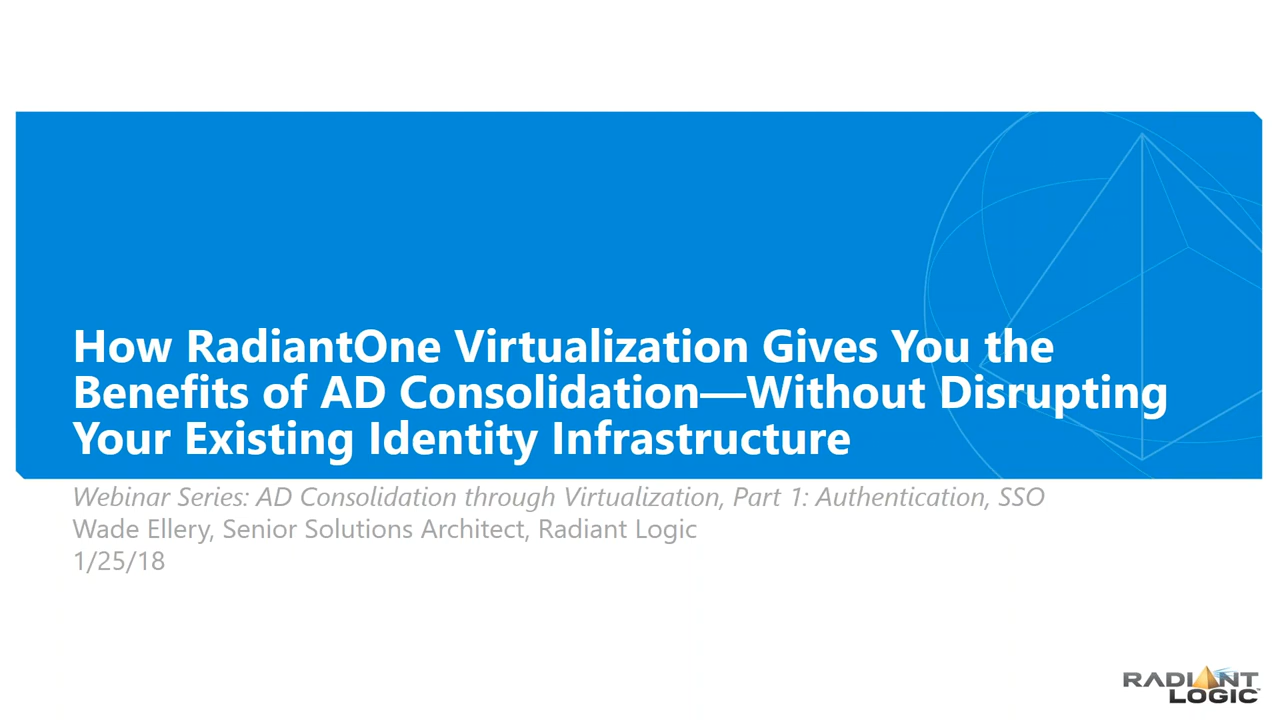 How RadiantOne Virtualization Gives You the
Benefits of AD Consolidation—Without Disrupting
Your Existing Identity Infrastructure
Webinar Series: AD Consolidation through Virtualization, Part 1: Authentication, SSO
Wade Ellery, Senior Solutions Architect, Radiant Logic
1/25/18
RADIANT
LOGIC